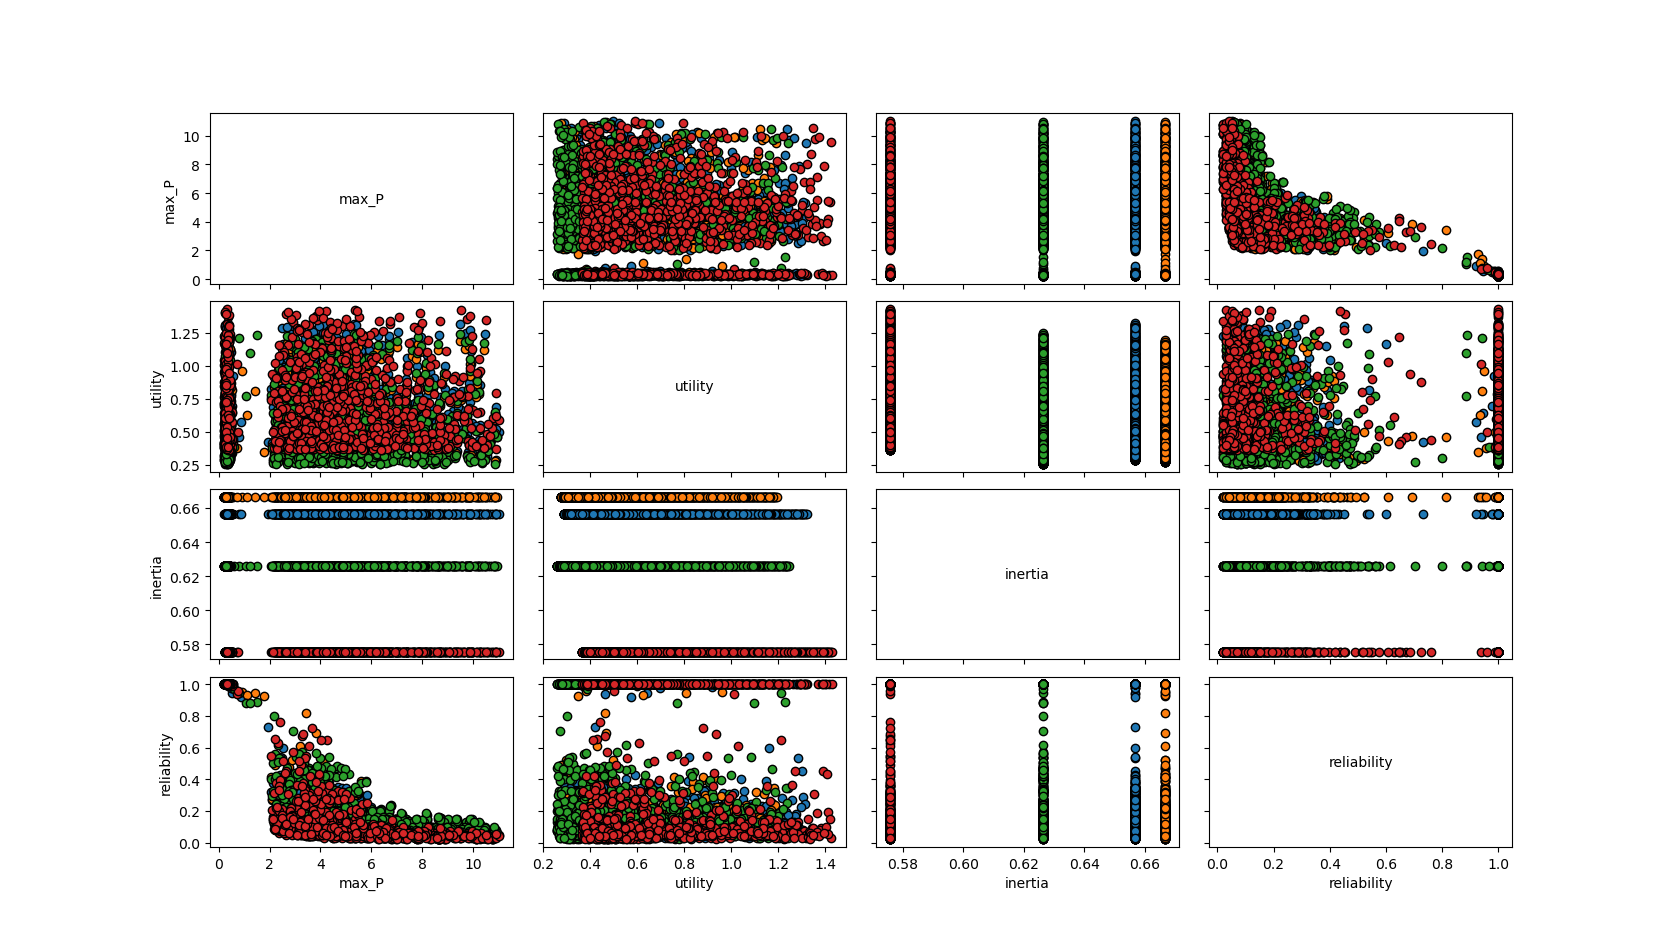 10
8
6
4
2
0
max_P
max_P
1.25
1.00
0.75
0.50
0.25
utility
utility
0.66
0.64
0.62
0.60
0.58
inertia
inertia
1.0
0.8
0.6
0.4
0.2
0.0
reliability
reliability
0 2 4 6 8 10
0.2 0.4 0.6 0.8 1.0 1.2 1.4
0.58 0.60 0.62 0.64 0.66
0.0 0.2 0.4 0.6 0.8 1.0
max_P utility inertia reliability